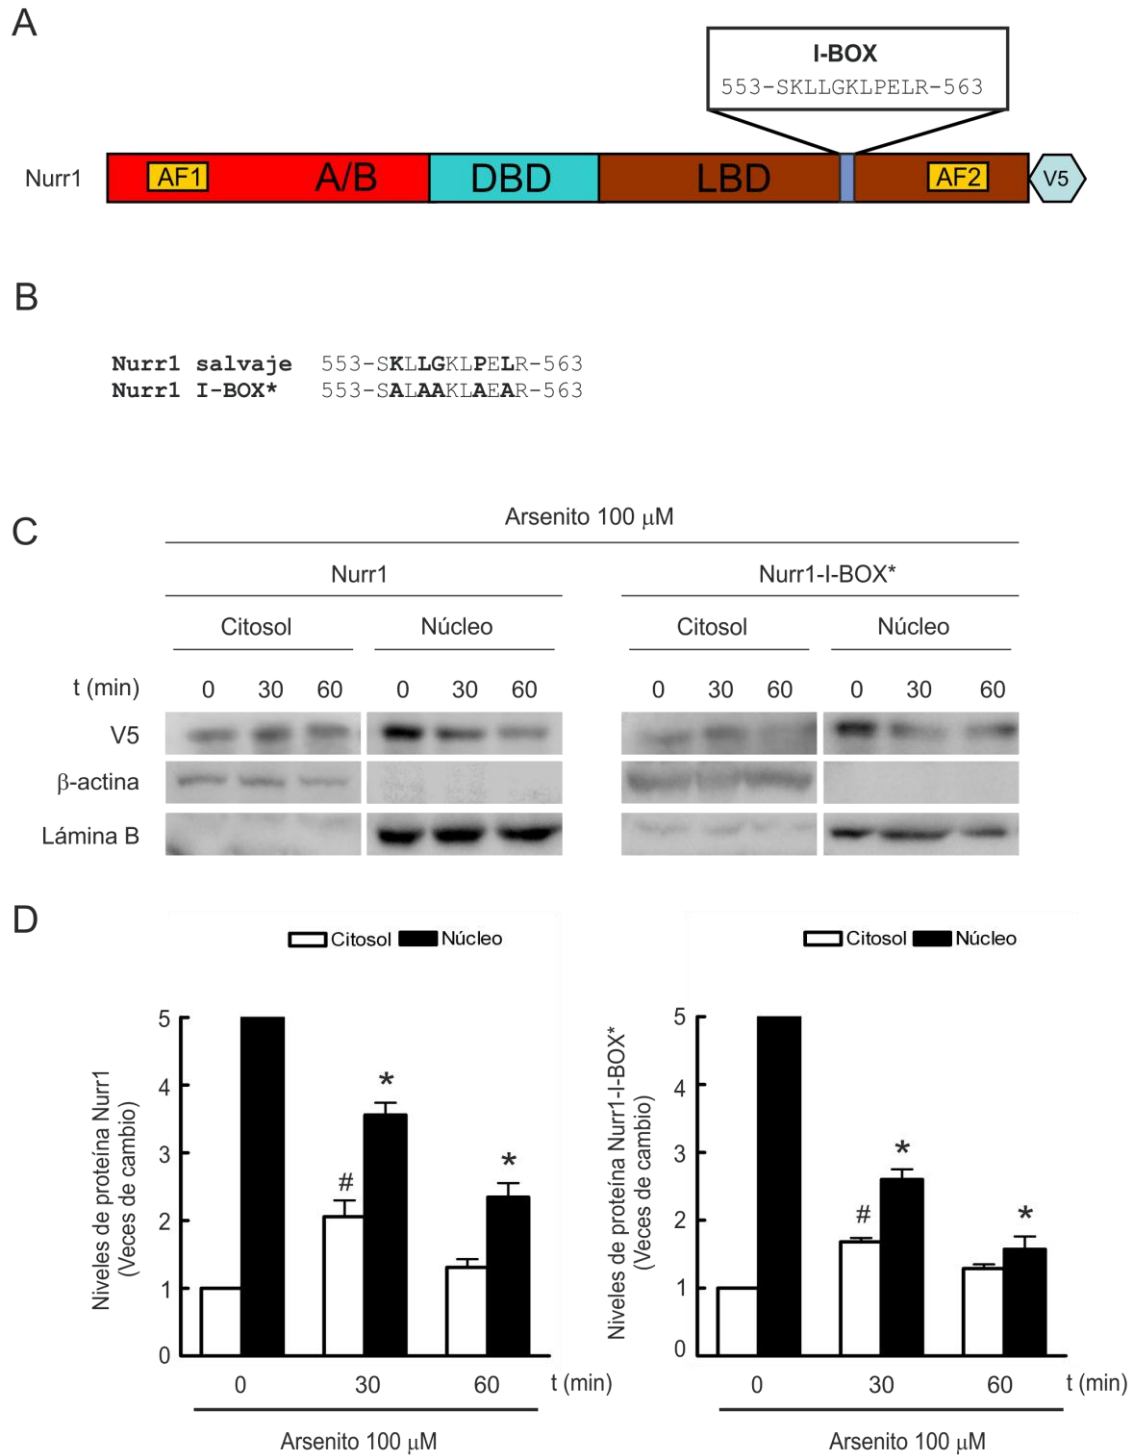 A
I-BOX
553-SKLLGKLPELR-563
Nurr1
AF1
A/B
DBD
LBD
AF2
V5
B
Nurr1 salvaje 553-SKLLGKLPELR-563
Nurr1 I-BOX* 553-SALAAKLAEAR-563
C
Arsenito 100 μM
Nurr1
Nurr1-I-BOX*
Citosol
Núcleo
Citosol
Núcleo
t (min) 0 30 60 0 30 60 0 30 60 0 30 60
V5
β-actina
Lámina B
D
Citosol Núcleo
Niveles de proteína Nurr1
(Veces de cambio)
5
4
3
2
1
0
#
*
*
0 30 60 t (min)
Arsenito 100 μM
Citosol Núcleo
Niveles de proteína Nurr1-I-BOX*
(Veces de cambio)
5
4
3
2
1
0
#
*
*
0 30 60 t (min)
Arsenito 100 μM